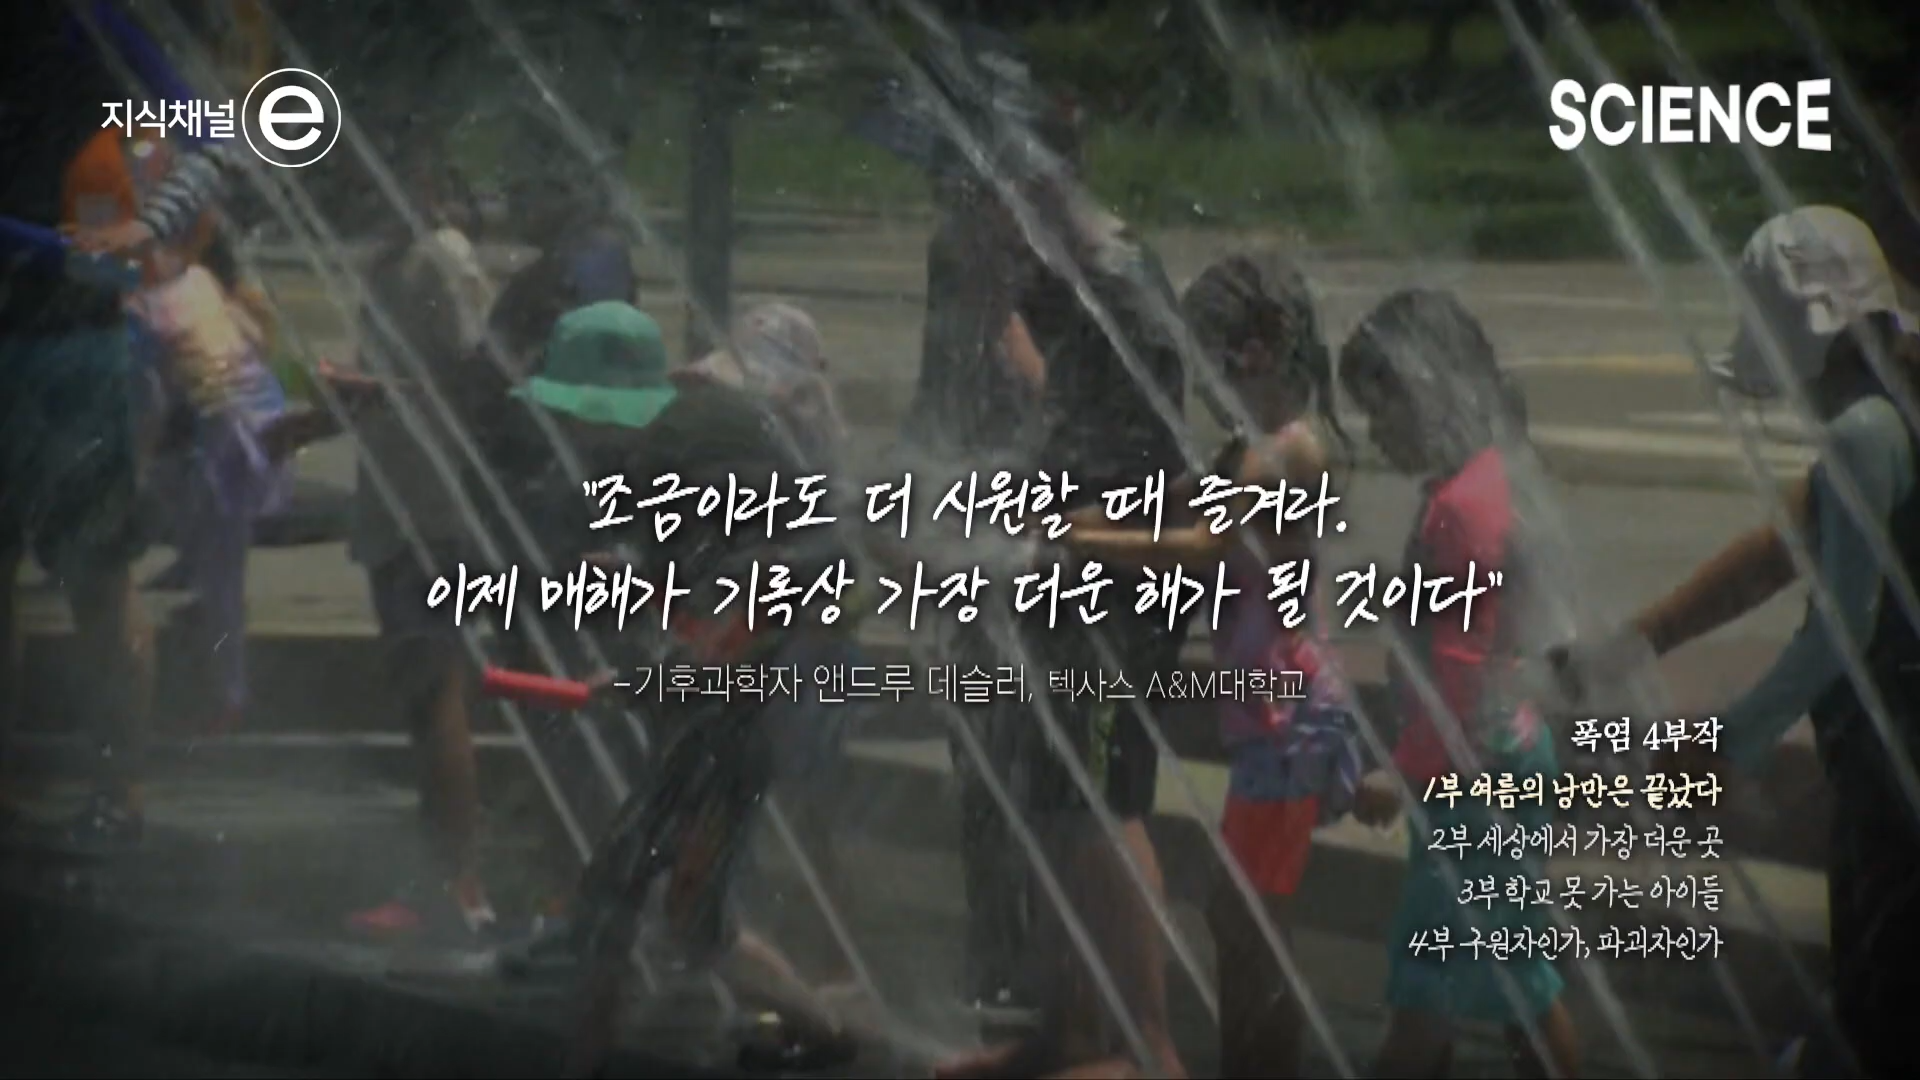 지식채널 e
SCIENCE
"조금이라도 더 시원할 때 즐겨라.
이제 매해가 기록상 가장 더운 해가 될 것이다"
-기후과학자 앤드루 데슬러, 텍사스 A&M대학교
폭염 4부작
1부 여름의 낭만은 끝났다
2부 세상에서 가장 더운 곳
3부 학교 못 가는 아이들
4부 구원자인가, 파괴자인가